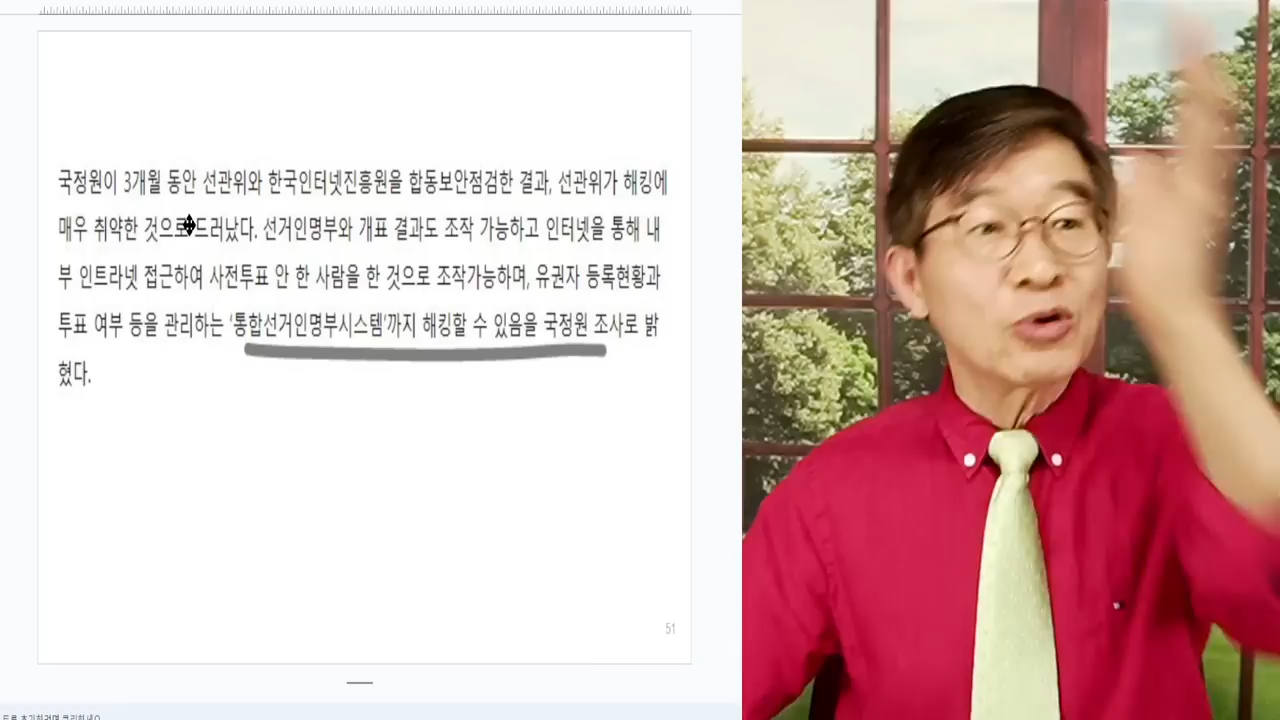 국정원이 3개월 동안 선관위와 한국인터넷진흥원을 합동보안점검한 결과, 선관위가 해킹에
매우 취약한 것으로 드러났다. 선거인명부와 개표 결과도 조작 가능하고 인터넷을 통해 내
부 인트라넷 접근하여 사전투표 안 한 사람을 한 것으로 조작가능하며, 유권자 등록현황과
투표 여부 등을 관리하는 '통합선거인명부시스템'까지 해킹할 수 있음을 국정원 조사로 밝
혔다.
51